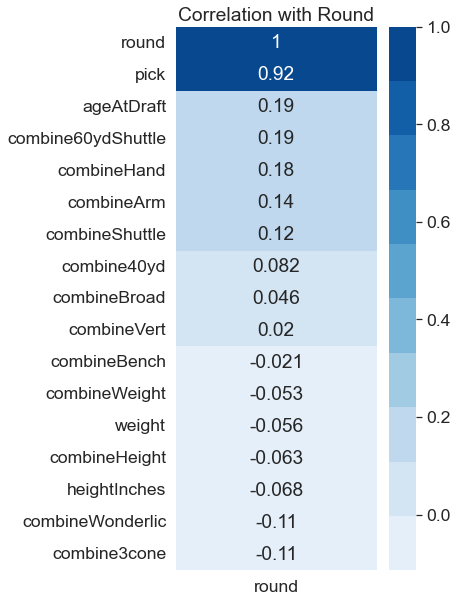 Correlation with Round
round 1
pick 0.92
ageAtDraft 0.19
combine60ydShuttle 0.19
combineHand 0.18
combineArm 0.14
combineShuttle 0.12
combine40yd 0.082
combineBroad 0.046
combineVert 0.02
combineBench -0.021
combineWeight -0.053
weight -0.056
combineHeight -0.063
heightInches -0.068
combineWonderlic -0.11
combine3cone -0.11
round
1.0
0.8
0.6
0.4
0.2
0.0